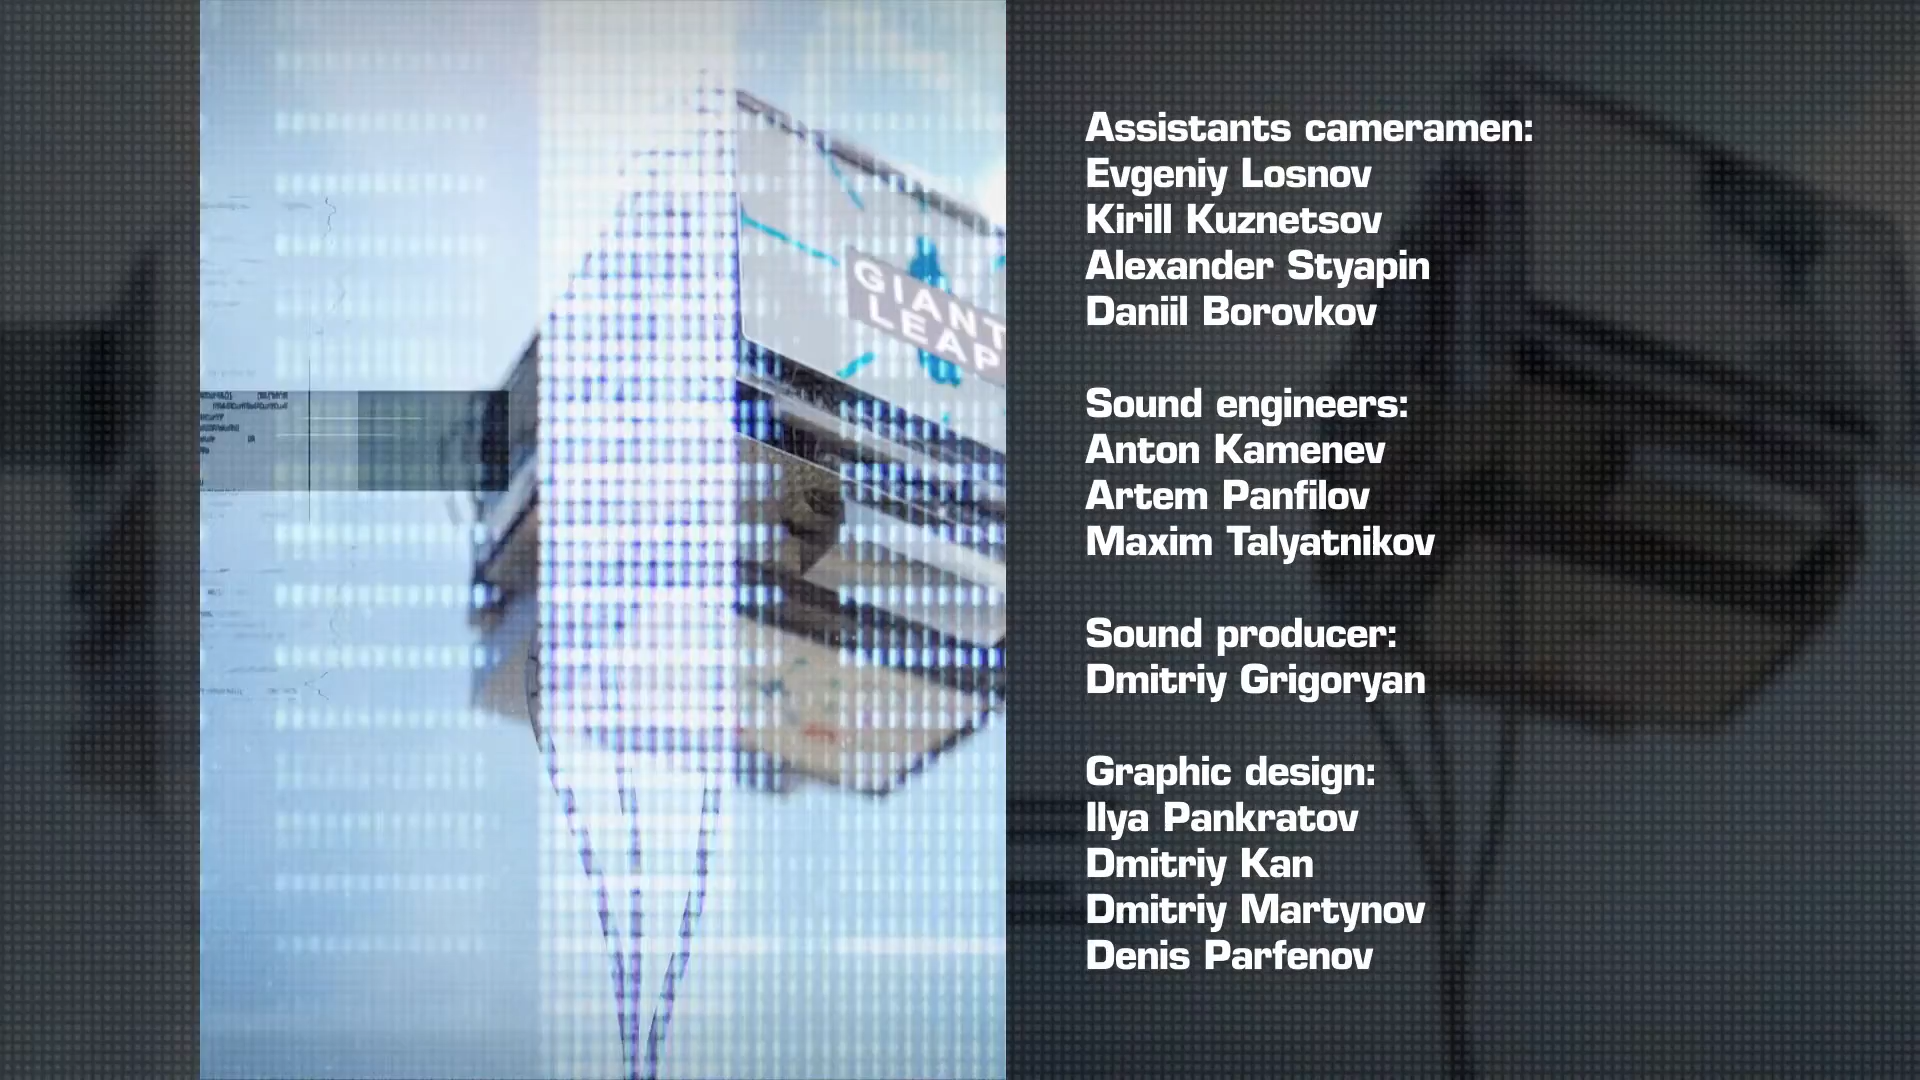 GIANT
LEAP
Assistants cameramen:
Evgeniy Losnov
Kirill Kuznetsov
Alexander Styapin
Daniil Borovkov
Sound engineers:
Anton Kamenev
Artem Panfilov
Maxim Talyatnikov
Sound producer:
Dmitriy Grigoryan
Graphic design:
Ilya Pankratov
Dmitriy Kan
Dmitriy Martynov
Denis Parfenov